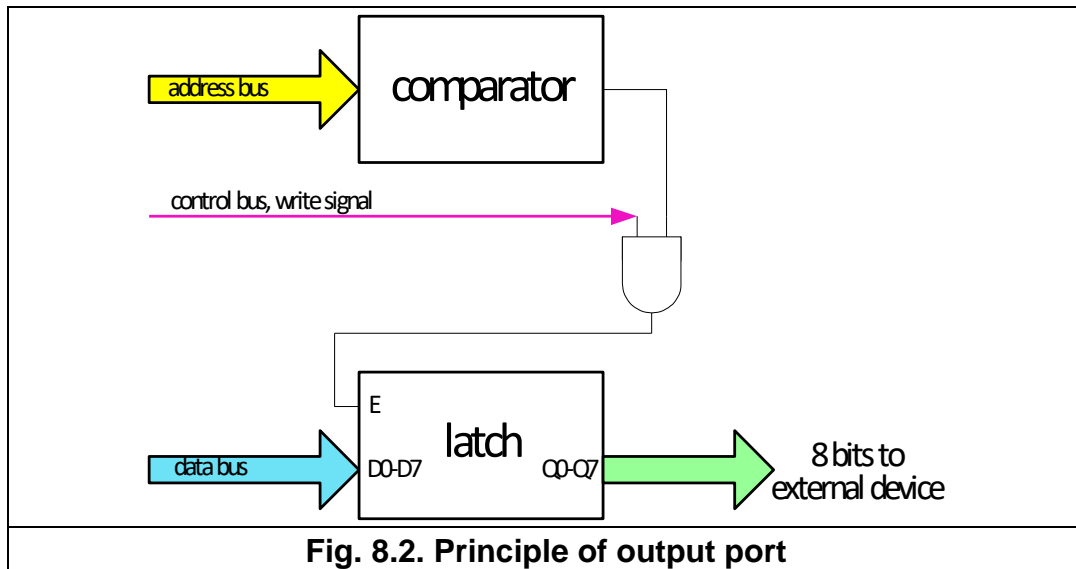 address bus
comparator
control bus, write signal
E
latch
data bus
D0-D7
Q0-Q7
8 bits to
external device
Fig. 8.2. Principle of output port